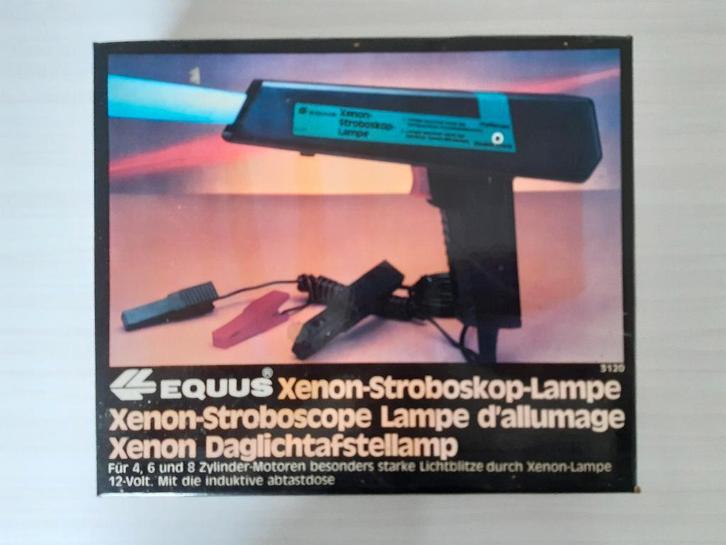 EQUUS Xenon-
Stroboskop-
Lampe
3120
EQUUS® Xenon-Stroboskop-Lampe
Xenon-Stroboscope Lampe d'allumage
Xenon Daglichtafstellamp
Für 4, 6 und 8 Zylinder-Motoren besonders starke Lichtblitze durch Xenon-Lampe
12-Volt. Mit die induktive abtastdose